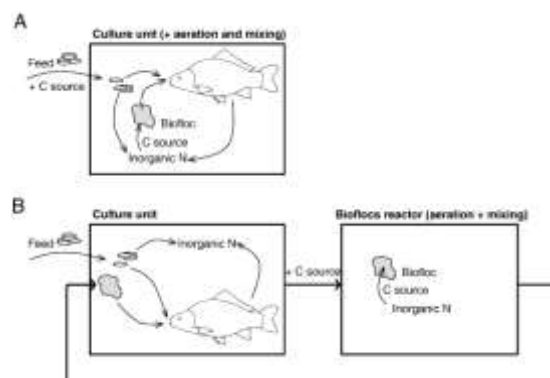 A
Culture unit (+ aeration and mixing)
Feed
+ C source
Biofloc
C source
Inorganic N
B
Culture unit
Bioflocs reactor (aeration + mixing)
Feed
Inorganic N
+ C source
Biofloc
C source
Inorganic N